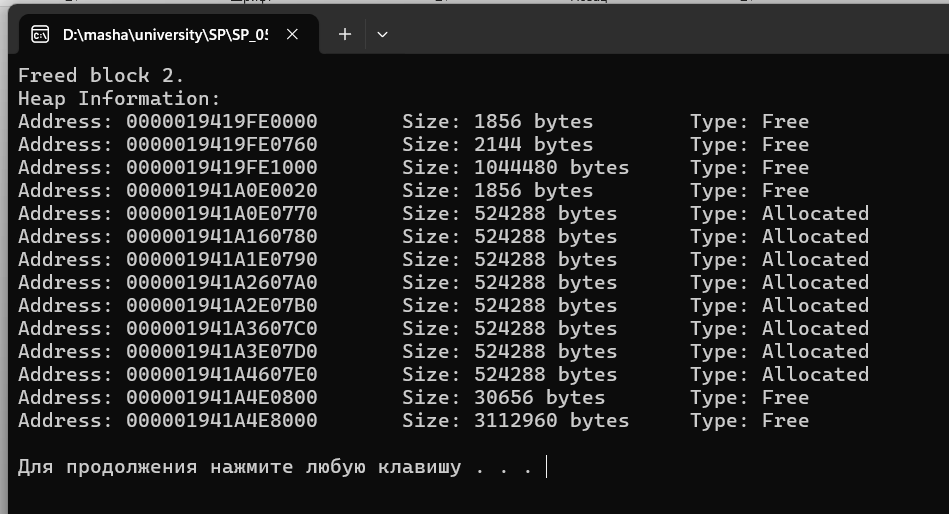 D:\masha\university\SP\SP_05
Freed block 2.
Heap Information:
Address: 0000019419FE0000 Size: 1856 bytes Type: Free
Address: 0000019419FE0760 Size: 2144 bytes Type: Free
Address: 0000019419FE1000 Size: 1044480 bytes Type: Free
Address: 000001941A0E0020 Size: 1856 bytes Type: Free
Address: 000001941A0E0770 Size: 524288 bytes Type: Allocated
Address: 000001941A160780 Size: 524288 bytes Type: Allocated
Address: 000001941A1E0790 Size: 524288 bytes Type: Allocated
Address: 000001941A2607A0 Size: 524288 bytes Type: Allocated
Address: 000001941A2E07B0 Size: 524288 bytes Type: Allocated
Address: 000001941A3607C0 Size: 524288 bytes Type: Allocated
Address: 000001941A3E07D0 Size: 524288 bytes Type: Allocated
Address: 000001941A4607E0 Size: 524288 bytes Type: Allocated
Address: 000001941A4E0800 Size: 30656 bytes Type: Free
Address: 000001941A4E8000 Size: 3112960 bytes Type: Free
Для продолжения нажмите любую клавишу . . .